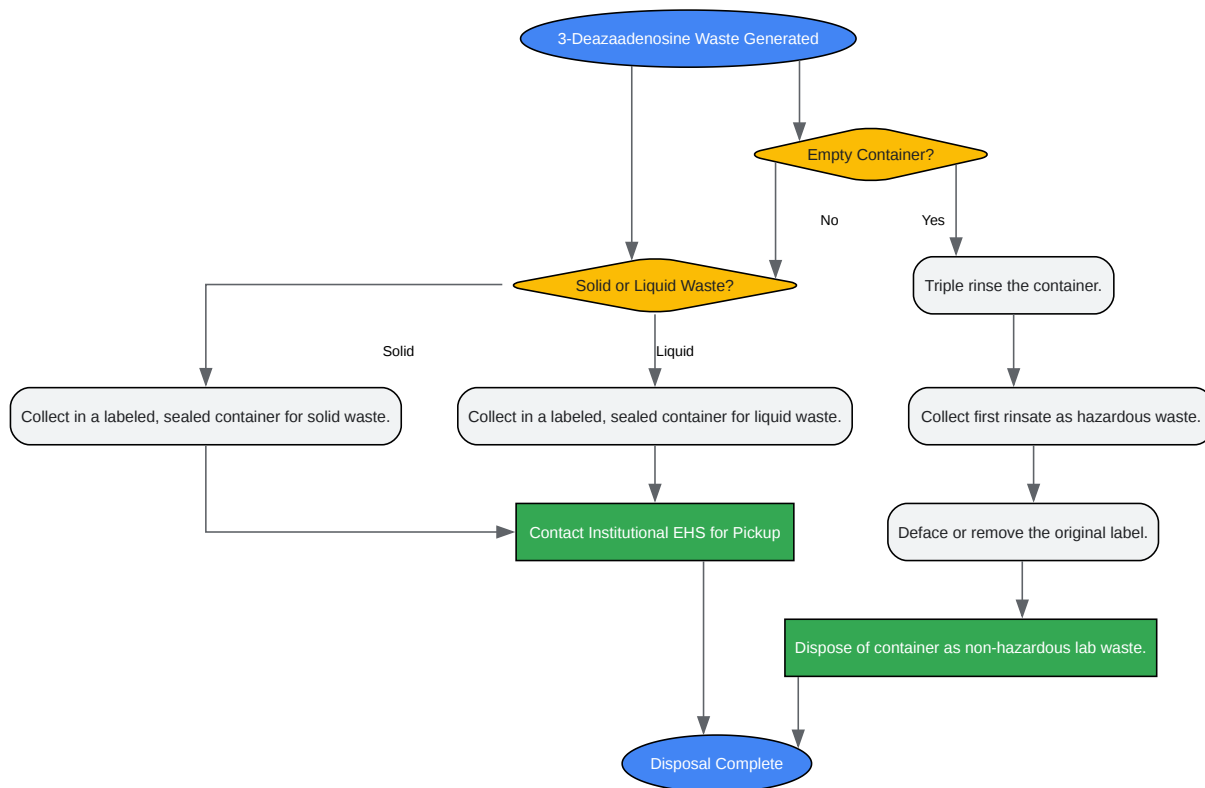 3-Deazaadenosine Waste Generated
Empty Container?
No
Yes
Solid or Liquid Waste?
Triple rinse the container.
Solid
Liquid
Collect in a labeled, sealed container for solid waste.
Collect in a labeled, sealed container for liquid waste.
Collect first rinsate as hazardous waste.
Contact Institutional EHS for Pickup
Deface or remove the original label.
Dispose of container as non-hazardous lab waste.
Disposal Complete